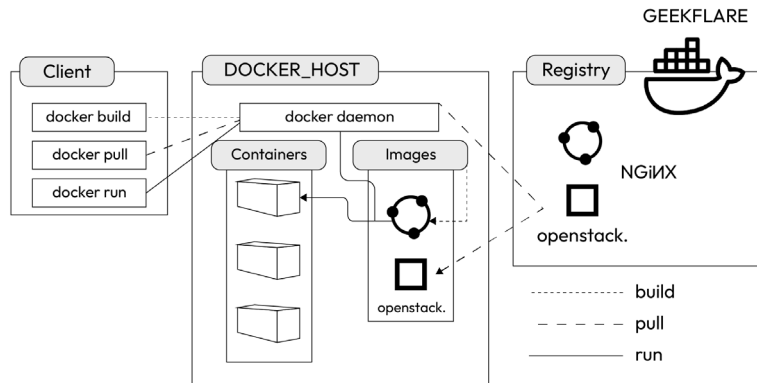 GEEKFLARE
Client
DOCKER_HOST
Registry
docker build
docker pull
docker run
docker daemon
Containers
Images
openstack.
NGiИX
openstack.
build
pull
run